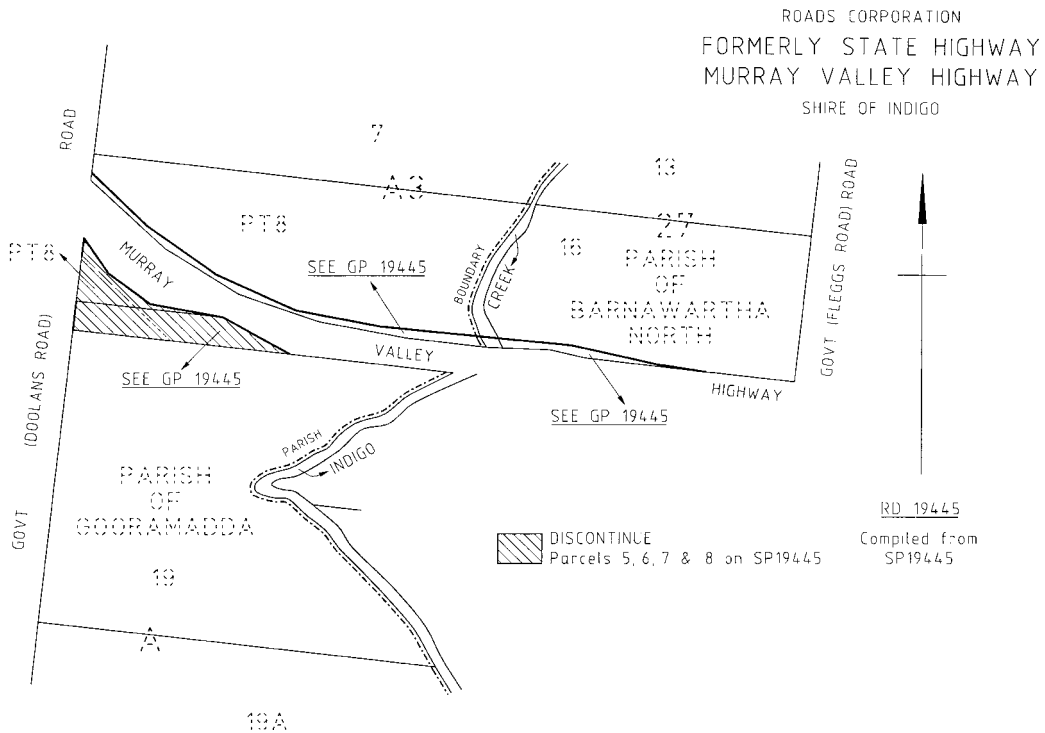 ROADS CORPORATION
FORMERLY STATE HIGHWAY
MURRAY VALLEY HIGHWAY
SHIRE OF INDIGO
ROAD
7
A3
13
PT8
27
16
PARISH
OF
BARNAWARTHA
NORTH
GOVT (FLEGGS ROAD) ROAD
PT8
MURRAY
SEE GP 19445
BOUNDARY
CREEK
VALLEY
HIGHWAY
SEE GP 19445
SEE GP 19445
GOVT (DOOLANS ROAD)
PARISH
INDIGO
PARISH
OF
GOORAMADDA
19
A
19A
DISCONTINUE
Parcels 5, 6, 7 & 8 on SP19445
RD 19445
Compiled from
SP19445